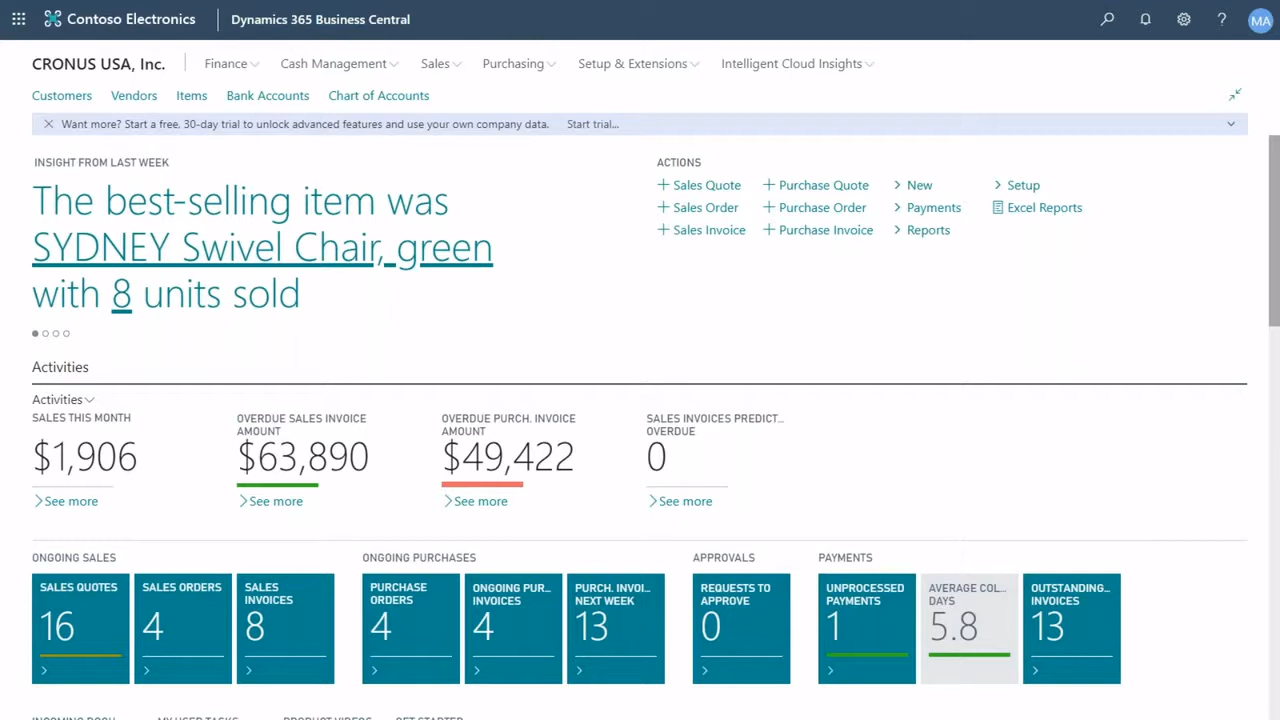 Contoso Electronics
Dynamics 365 Business Central
MA
CRONUS USA, Inc.
Finance
Cash Management
Sales
Purchasing
Setup & Extensions
Intelligent Cloud Insights
Customers
Vendors
Items
Bank Accounts
Chart of Accounts
Want more? Start a free, 30-day trial to unlock advanced features and use your own company data.
Start trial...
INSIGHT FROM LAST WEEK
The best-selling item was
SYDNEY Swivel Chair, green
with 8 units sold
ACTIONS
+ Sales Quote
+ Purchase Quote
> New
> Setup
+ Sales Order
+ Purchase Order
> Payments
Excel Reports
+ Sales Invoice
+ Purchase Invoice
> Reports
Activities
Activities
SALES THIS MONTH
$1,906
>See more
OVERDUE SALES INVOICE
AMOUNT
$63,890
>See more
OVERDUE PURCH. INVOICE
AMOUNT
$49,422
>See more
SALES INVOICES PREDICT...
OVERDUE
0
>See more
ONGOING SALES
SALES QUOTES
16
SALES ORDERS
4
SALES
INVOICES
8
ONGOING PURCHASES
PURCHASE
ORDERS
4
ONGOING PUR...
INVOICES
4
PURCH. INVOI...
NEXT WEEK
13
APPROVALS
REQUESTS TO
APPROVE
0
PAYMENTS
UNPROCESSED
PAYMENTS
1
AVERAGE COL...
DAYS
5.8
OUTSTANDING...
INVOICES
13
MY USER TASKS
PRODUCT VIDEOS
GET STARTED